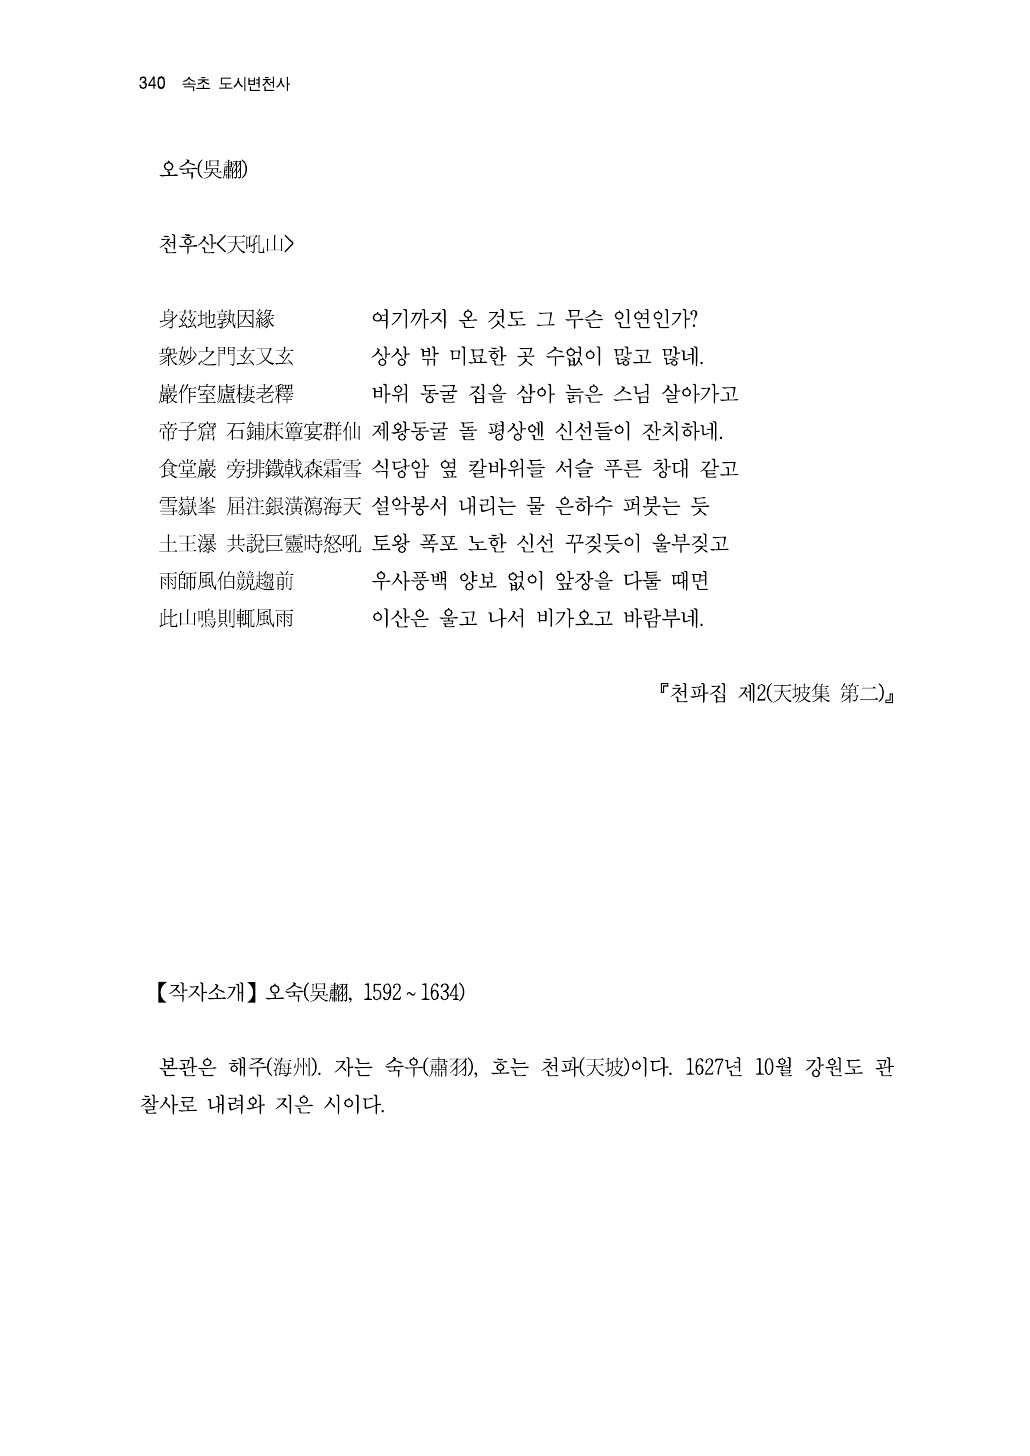 340 속초 도시변천사
오숙(吳䎘)
천후산<天吼山>
身茲地孰因緣 여기까지 온 것도 그 무슨 인연인가?
衆妙之門玄又玄 상상 밖 미묘한 곳 수없이 많고 많네.
巖作室廬棲老釋 바위 동굴 집을 삼아 늙은 스님 살아가고
帝子窟 石鋪床簟宴群仙 제왕동굴 돌 평상엔 신선들이 잔치하네.
食堂巖 旁排鐵戟森霜雪 식당암 옆 칼바위들 서슬 푸른 창대 같고
雪嶽峯 屈注銀潢瀉海天 설악봉서 내리는 물 은하수 퍼붓는 듯
土王瀑 共說巨靈時怒吼 토왕 폭포 노한 신선 꾸짖듯이 울부짖고
雨師風伯競趨前 우사풍백 양보 없이 앞장을 다툴 때면
此山鳴則輒風雨 이산은 울고 나서 비가오고 바람부네.
『천파집 제2(天坡集 第二)』
【작자소개】 오숙(吳䎘, 1592 ~ 1634)
본관은 해주(海州). 자는 숙우(肅羽), 호는 천파(天坡)이다. 1627년 10월 강원도 관
찰사로 내려와 지은 시이다.